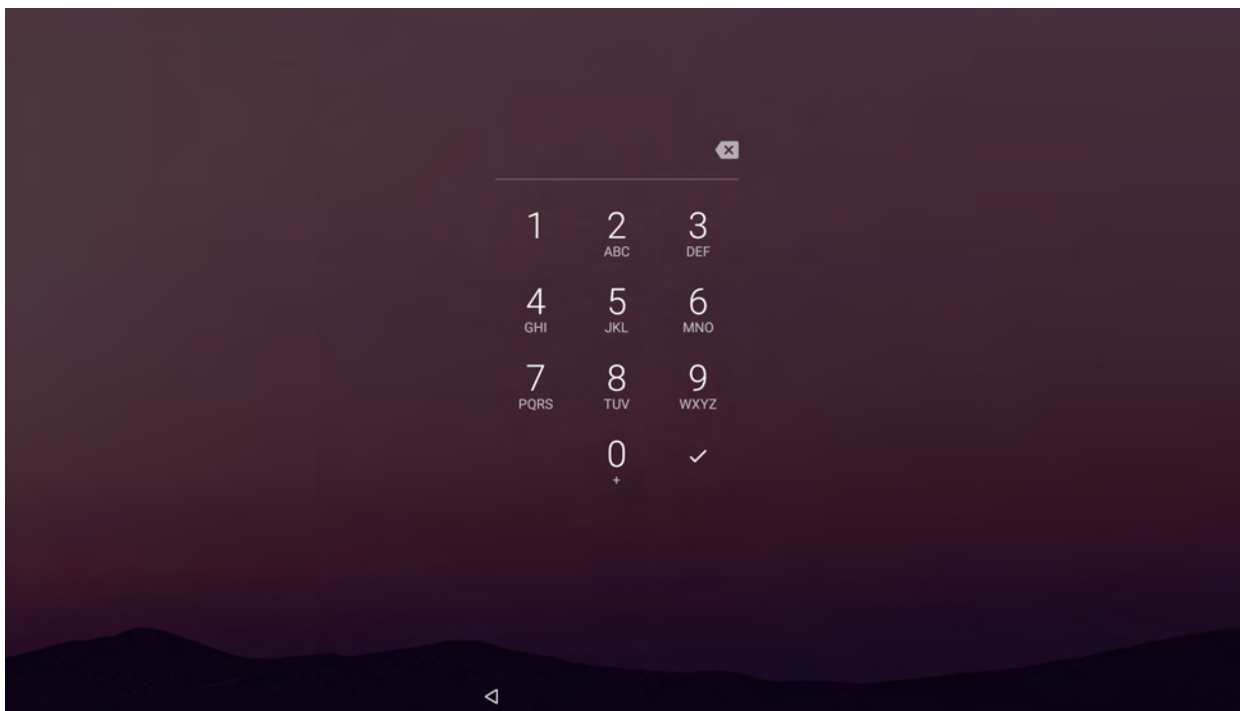 1 2 3
ABC DEF
4 5 6
GHI JKL MNO
7 8 9
PQRS TUV WXYZ
0
+